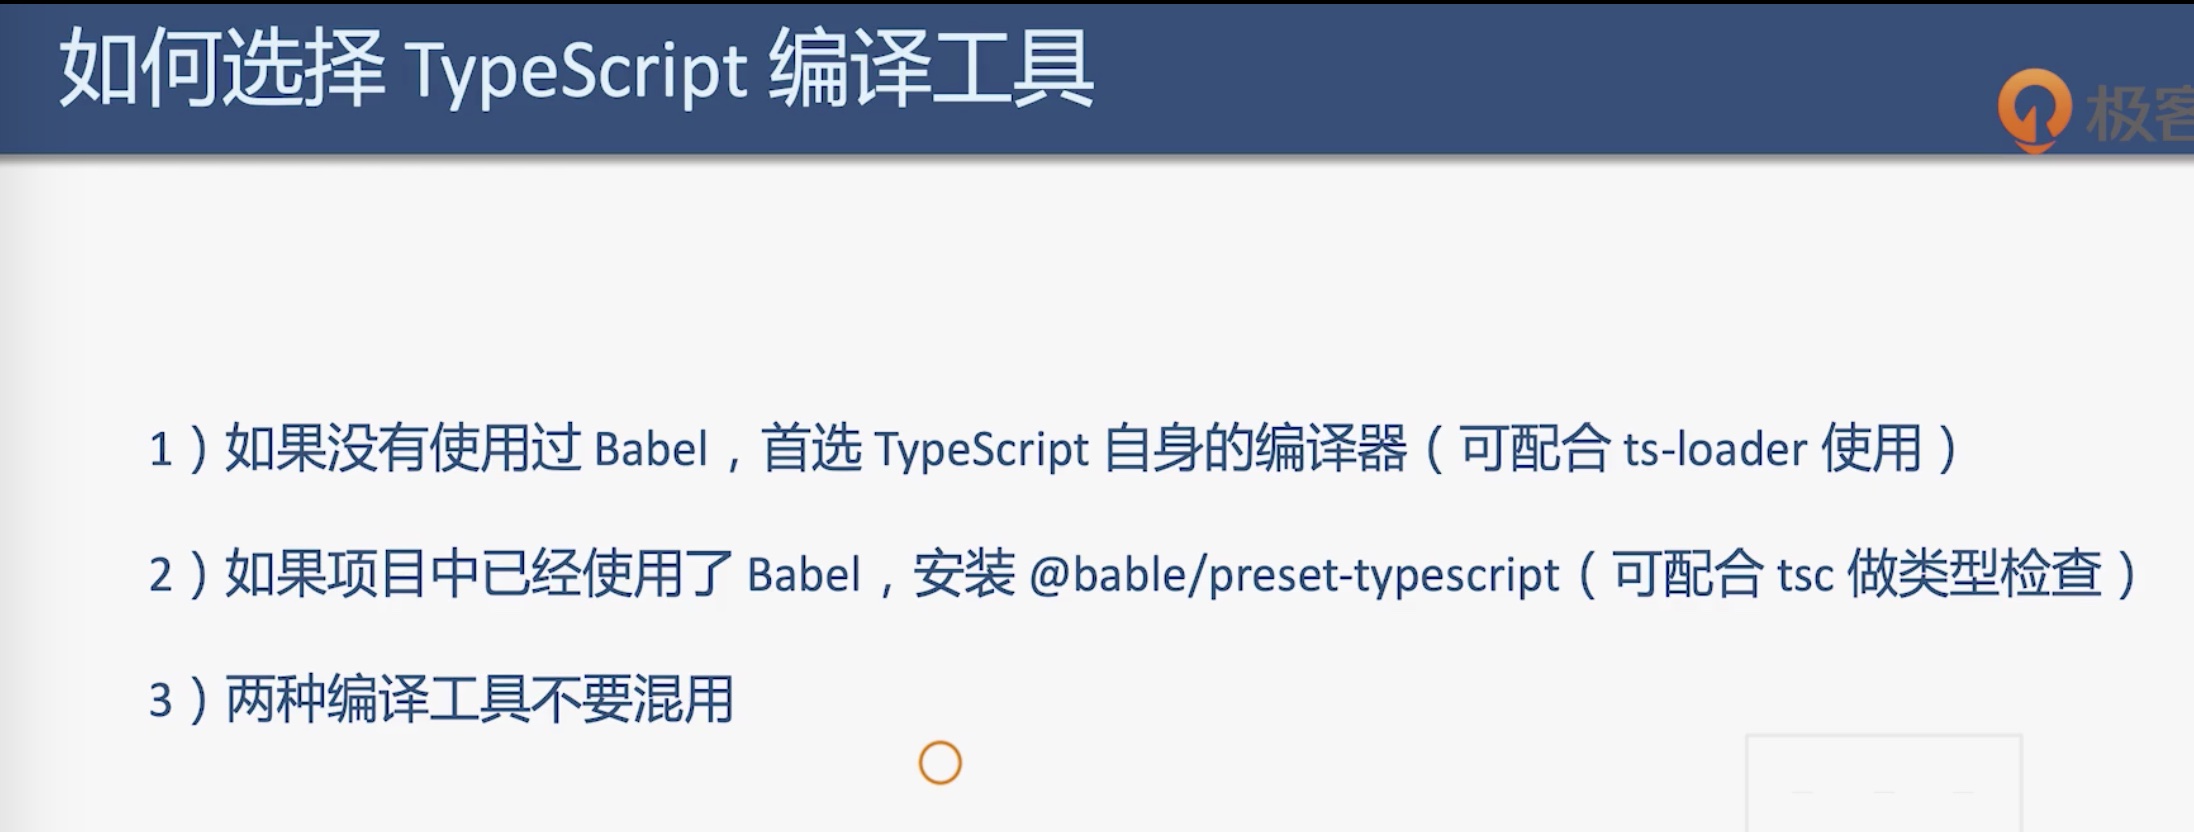 如何选择 TypeScript 编译工具
极客
1）如果没有使用过 Babel，首选 TypeScript 自身的编译器（可配合 ts-loader 使用）
2）如果项目中已经使用了 Babel，安装 @bable/preset-typescript（可配合 tsc 做类型检查）
3）两种编译工具不要混用